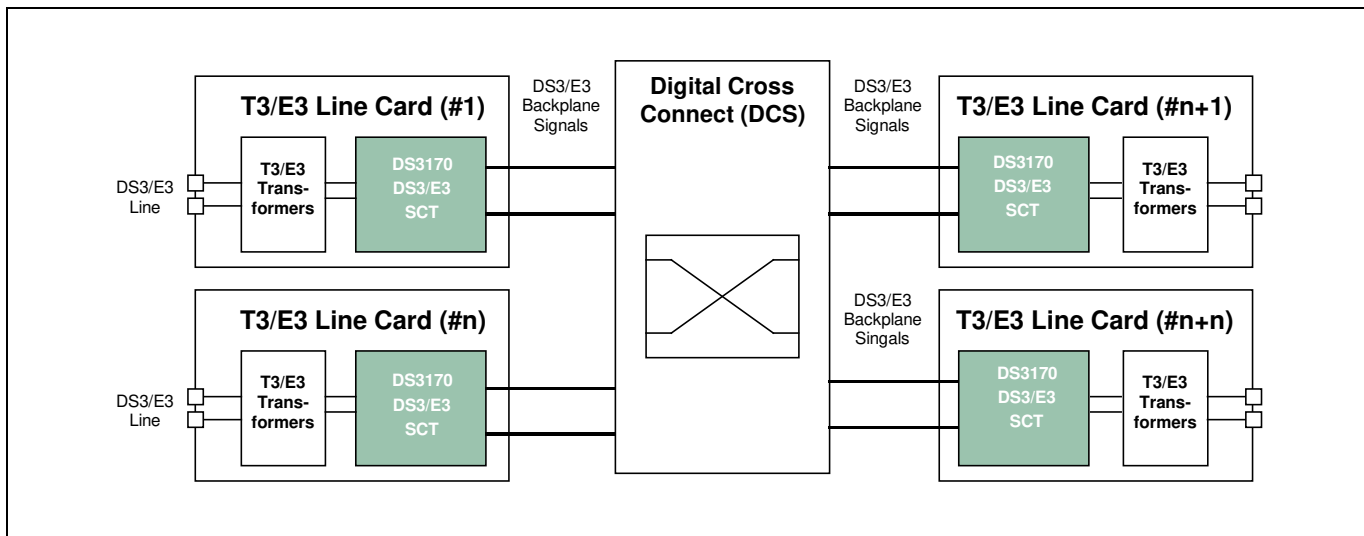 T3/E3 Line Card (#1)
DS3/E3
Line
T3/E3
Trans-
formers
DS3170
DS3/E3
SCT
DS3/E3
Backplane
Signals
Digital Cross
Connect (DCS)
DS3/E3
Backplane
Signals
T3/E3 Line Card (#n+1)
DS3170
DS3/E3
SCT
T3/E3
Trans-
formers
T3/E3 Line Card (#n)
DS3/E3
Line
T3/E3
Trans-
formers
DS3170
DS3/E3
SCT
DS3/E3
Backplane
Singals
T3/E3 Line Card (#n+n)
DS3170
DS3/E3
SCT
T3/E3
Trans-
formers